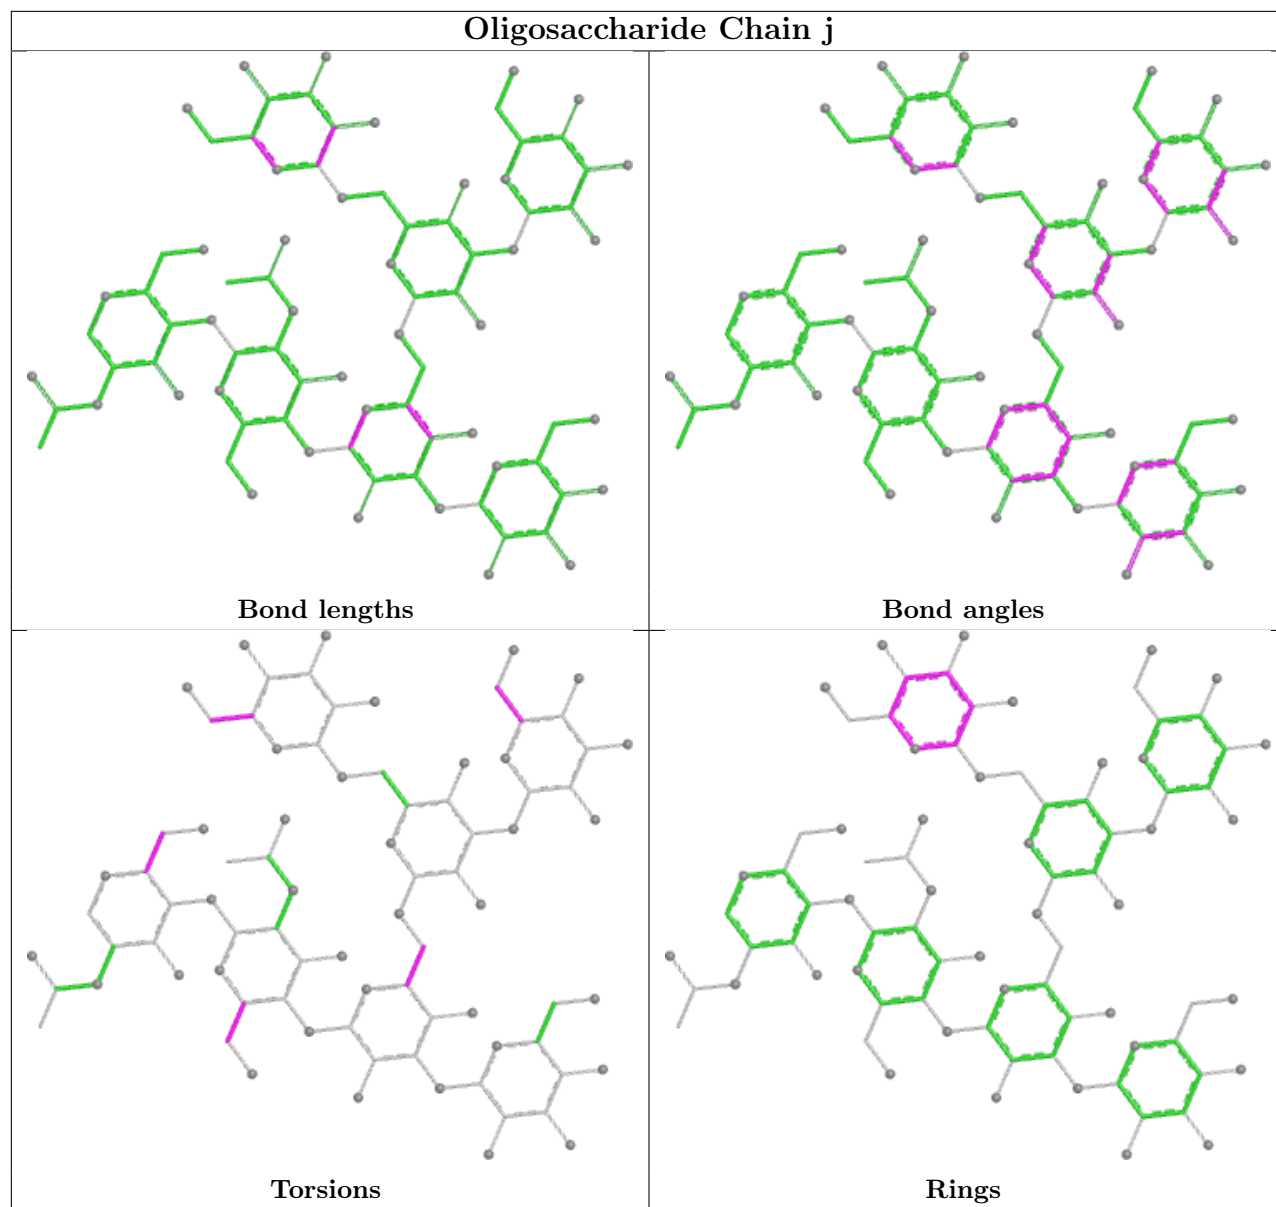 Oligosaccharide Chain j
Bond lengths
Bond angles
Torsions
Rings